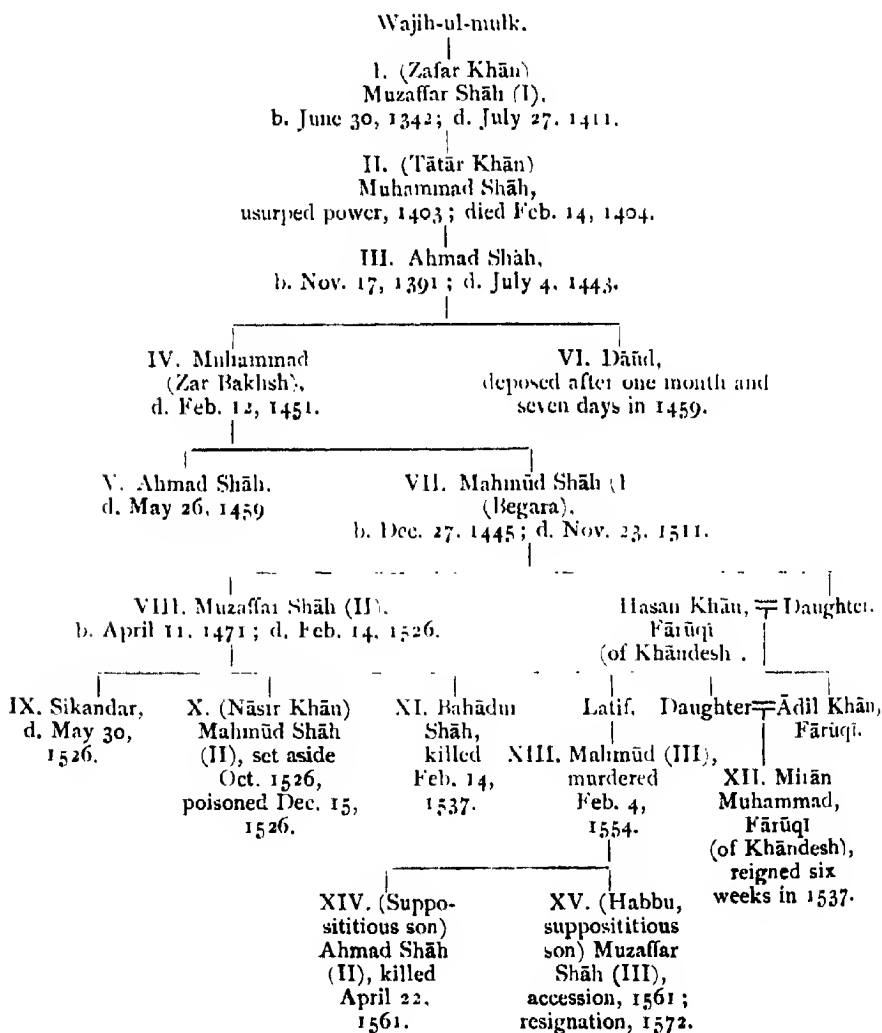 Wajih-ul-mulk.
I. (Zafar Khān)
Muzaffar Shāh (I),
b. June 30, 1342; d. July 27, 1411.
II. (Tātār Khān)
Muhammad Shāh,
usurped power, 1403; died Feb. 14, 1404.
III. Ahmad Shāh,
b. Nov. 17, 1391; d. July 4, 1443.
IV. Muhammad
(Zar Bakhsh),
d. Feb. 12, 1451.
VI. Dāūd,
deposed after one month and
seven days in 1459.
V. Ahmad Shāh.
d. May 26, 1459
VII. Mahmūd Shāh (I
(Begara),
b. Dec. 27, 1445; d. Nov. 23, 1511.
VIII. Muzaffar Shāh (II).
b. April 11, 1471; d. Feb. 14, 1526.
Hasan Khān, = Daughter.
Fārūqī
(of Khāndesh .
IX. Sikandar,
d. May 30,
1526.
X. (Nāsir Khān)
Mahmūd Shāh
(II), set aside
Oct. 1526,
poisoned Dec. 15,
1526.
XI. Bahādur
Shāh,
killed
Feb. 14,
1537.
Latif.
XIII. Mahmūd (III),
murdered
Feb. 4,
1554.
Daughter = Ādil Khān,
Fārūqī.
XII. Mirān
Muhammad,
Fārūqī
(of Khāndesh),
reigned six
weeks in 1537.
XIV. (Suppo-
sititious son)
Ahmad Shāh
(II), killed
April 22,
1561.
XV. (Habbu,
supposititious
son) Muzaffar
Shāh (III),
accession, 1561;
resignation, 1572.